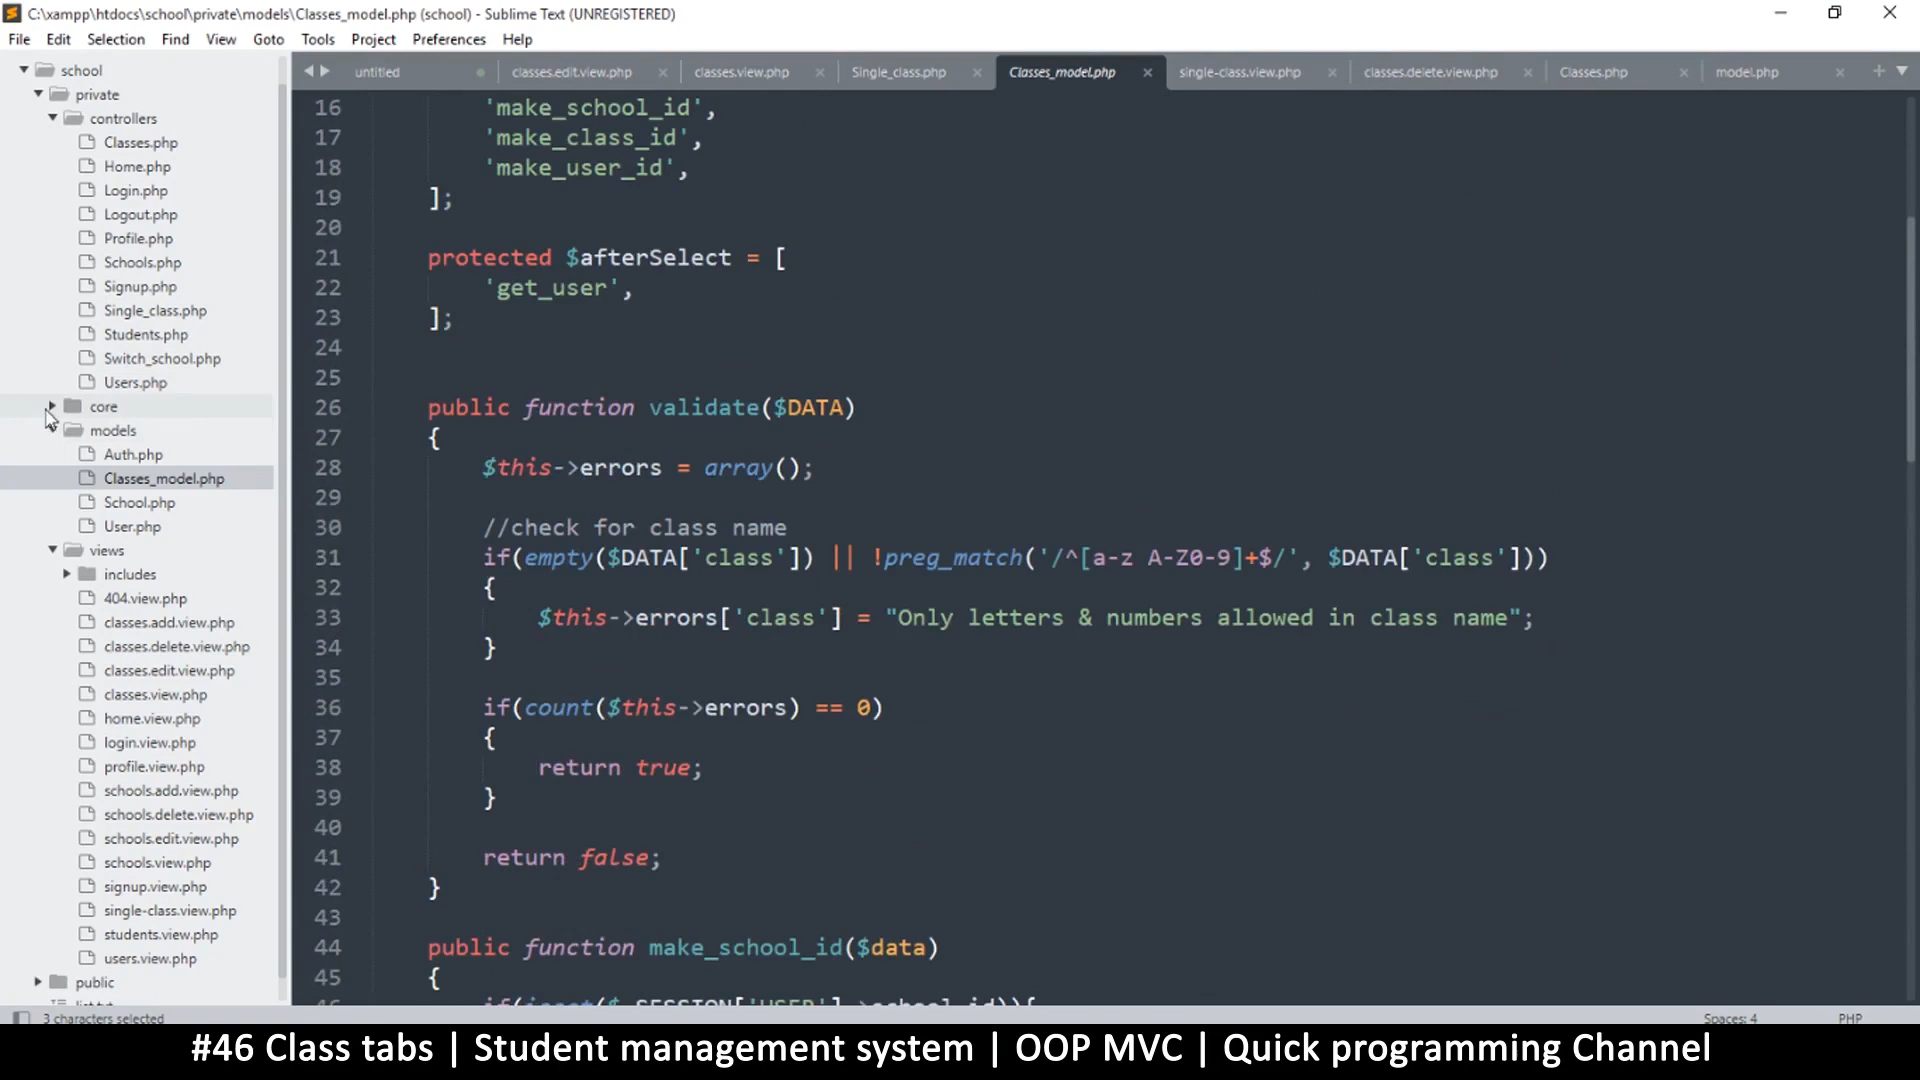 C:\xampp\htdocs\school\private\models\Classes_model.php (school) - Sublime Text (UNREGISTERED)
File Edit Selection Find View Goto Tools Project Preferences Help
untitled classes.edit.view.php classes.view.php Single_class.php Classes_model.php single-class.view.php classes.delete.view.php Classes.php model.php
school
private
controllers
Classes.php
Home.php
Login.php
Logout.php
Profile.php
Schools.php
Signup.php
Single_class.php
Students.php
Switch_school.php
Users.php
core
models
Auth.php
Classes_model.php
School.php
User.php
views
includes
404.view.php
classes.add.view.php
classes.delete.view.php
classes.edit.view.php
classes.view.php
home.view.php
login.view.php
profile.view.php
schools.add.view.php
schools.delete.view.php
schools.edit.view.php
schools.view.php
signup.view.php
single-class.view.php
students.view.php
users.view.php
public
16 'make_school_id',
17 'make_class_id',
18 'make_user_id',
19 ];
20
21 protected $afterSelect = [
22 'get_user',
23 ];
24
25
26 public function validate($DATA)
27 {
28 $this->errors = array();
29
30 //check for class name
31 if(empty($DATA['class']) || !preg_match('/^[a-z A-Z0-9]+$/', $DATA['class']))
32 {
33 $this->errors['class'] = "Only letters & numbers allowed in class name";
34 }
35
36 if(count($this->errors) == 0)
37 {
38 return true;
39 }
40
41 return false;
42 }
43
44 public function make_school_id($data)
45 {
3 characters selected Spaces: 4 PHP
#46 Class tabs | Student management system | OOP MVC | Quick programming Channel